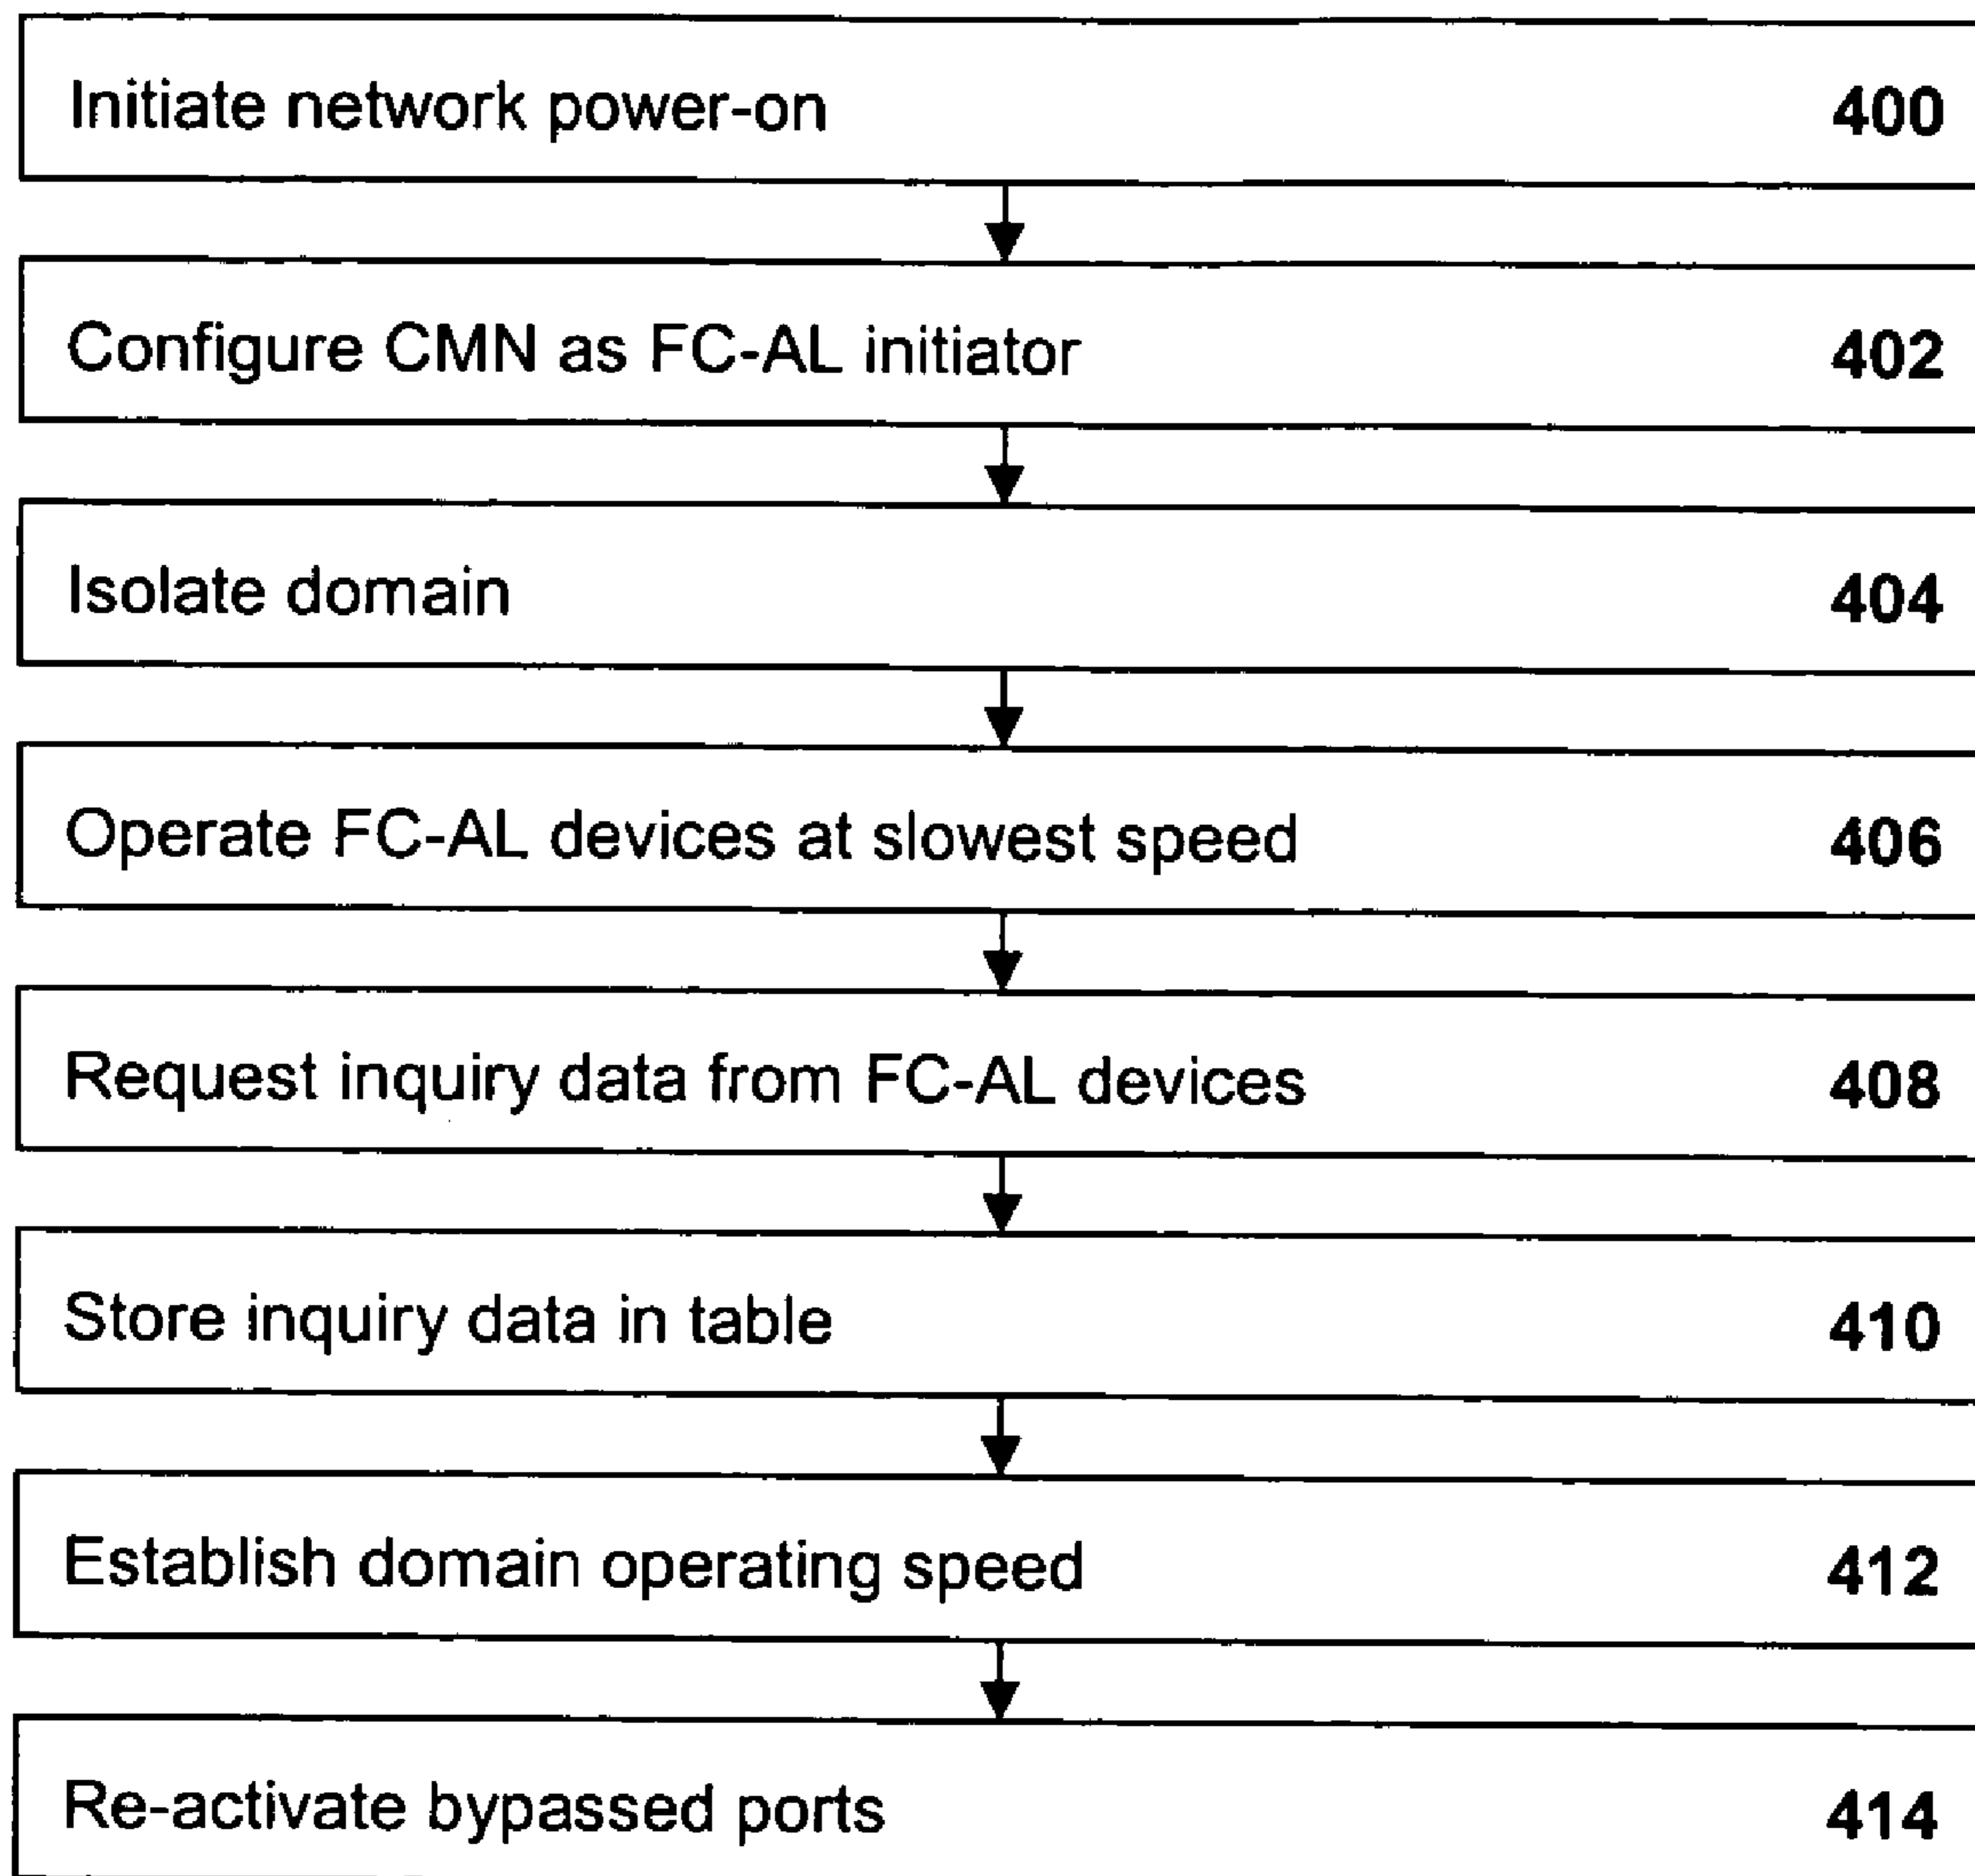 Initiate network power-on 400
Configure CMN as FC-AL initiator 402
Isolate domain 404
Operate FC-AL devices at slowest speed 406
Request inquiry data from FC-AL devices 408
Store inquiry data in table 410
Establish domain operating speed 412
Re-activate bypassed ports 414